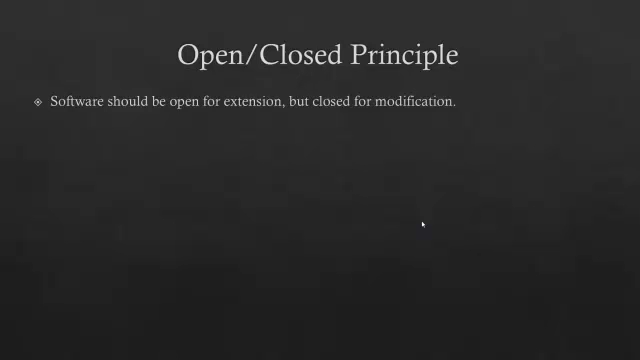 Open/Closed Principle
Software should be open for extension, but closed for modification.